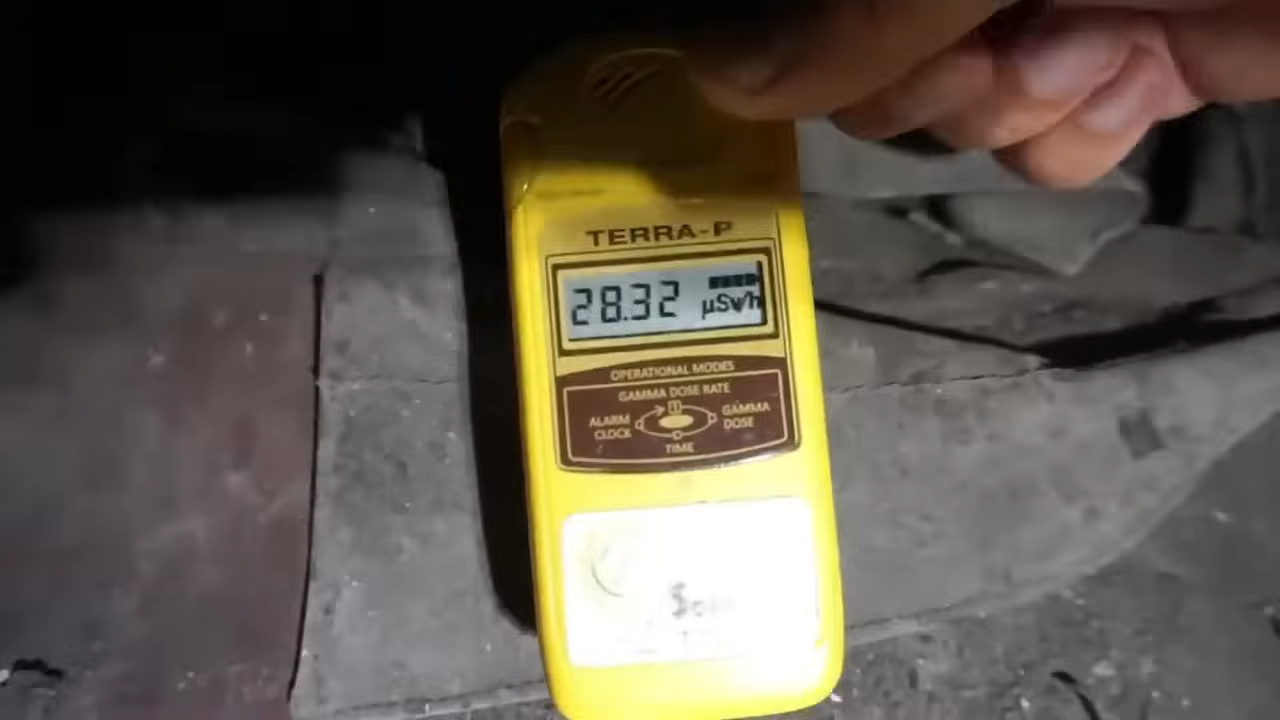 TERRA-P
28.32 µSv/h
OPERATIONAL MODES
GAMMA DOSE RATE
ALARM CLOCK
GAMMA DOSE
TIME